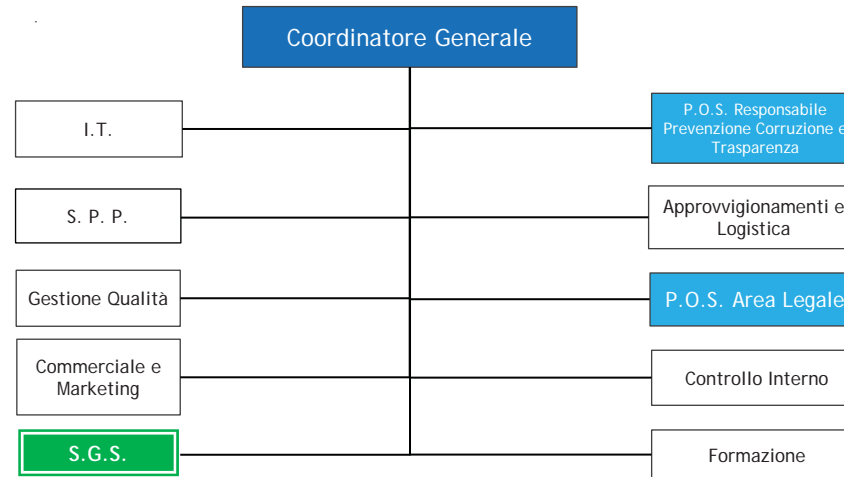 Coordinatore Generale
I.T.
P.O.S. Responsabile
Prevenzione Corruzione e
Trasparenza
S. P. P.
Approvvigionamenti e
Logistica
Gestione Qualità
P.O.S. Area Legale
Commerciale e
Marketing
Controllo Interno
S.G.S.
Formazione